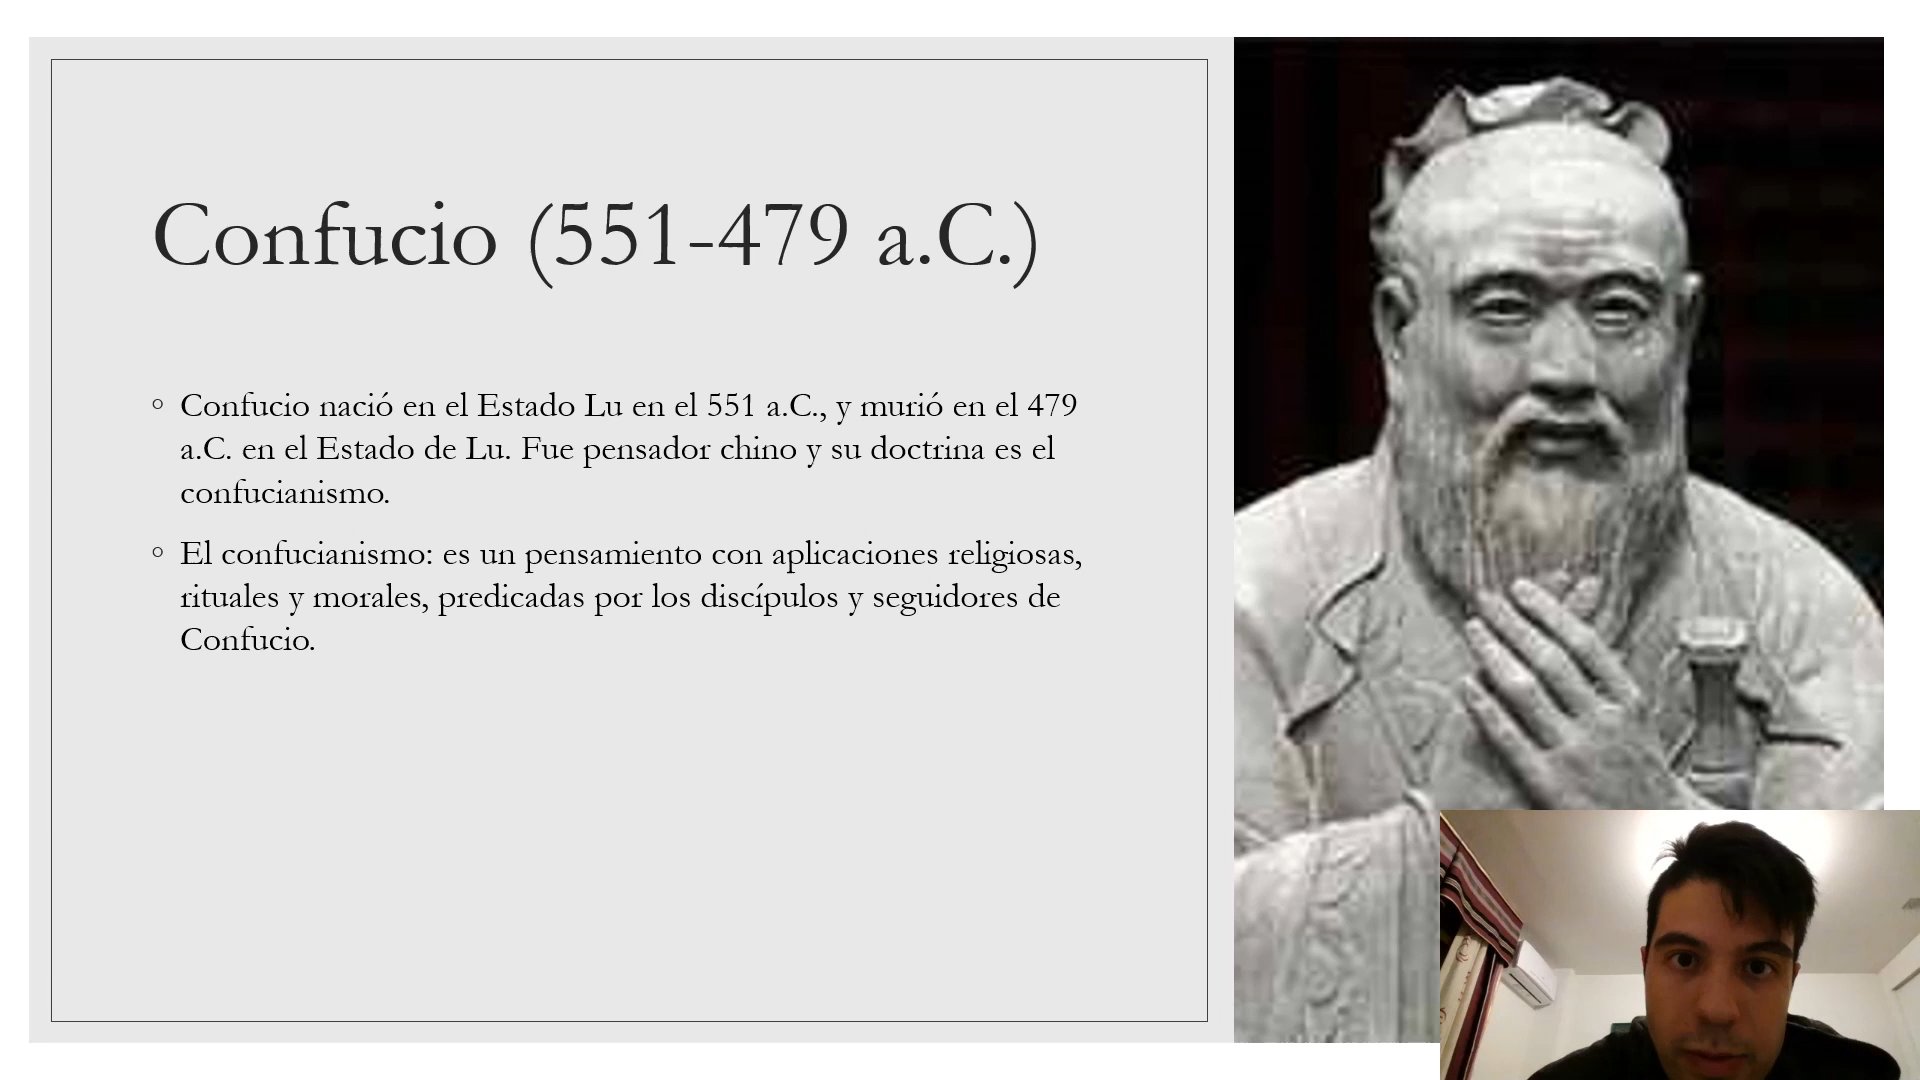 Confucio (551-479 a.C.)
Confucio nació en el Estado Lu en el 551 a.C., y murió en el 479
a.C. en el Estado de Lu. Fue pensador chino y su doctrina es el
confucianismo.
El confucianismo: es un pensamiento con aplicaciones religiosas,
rituales y morales, predicadas por los discípulos y seguidores de
Confucio.